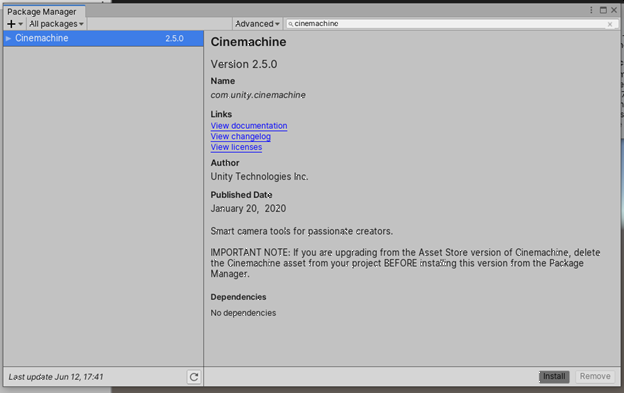 Package Manager
+ All packages Advanced cinemachine
Cinemachine 2.5.0
Cinemachine
Version 2.5.0
Name
com.unity.cinemachine
Links
View documentation
View changelog
View licenses
Author
Unity Technologies Inc.
Published Date
January 20, 2020
Smart camera tools for passionate creators.
IMPORTANT NOTE: If you are upgrading from the Asset Store version of Cinemachine, delete
the Cinemachine asset from your project BEFORE installing this version from the Package
Manager.
Dependencies
No dependencies
Last update Jun 12, 17:41
Install Remove